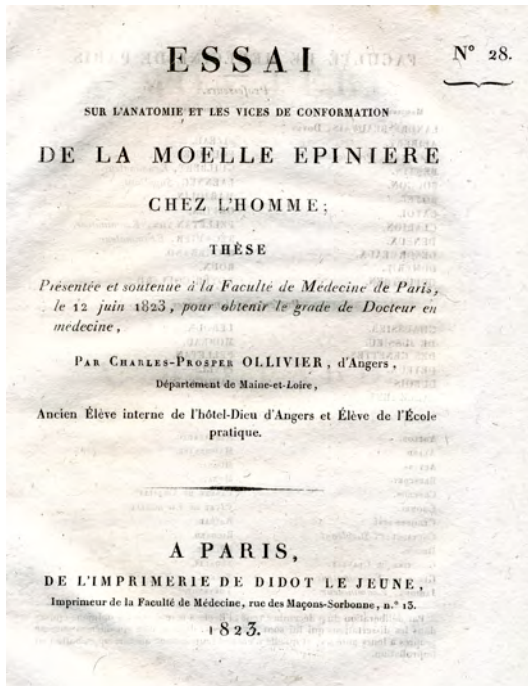 ESSAI
N° 28.
SUR L'ANATOMIE ET LES VICES DE CONFORMATION
DE LA MOELLE EPINIERE
CHEZ L'HOMME;
THÈSE
Présentée et soutenue à la Faculté de Médecine de Paris,
le 12 juin 1823, pour obtenir le grade de Docteur en
médecine,
PAR CHARLES-PROSPER OLLIVIER, d'Angers,
Département de Maine-et-Loire,
Ancien Élève interne de l'hôtel-Dieu d'Angers et Élève de l'École
pratique.
A PARIS,
DE L'IMPRIMERIE DE DIDOT LE JEUNE,
Imprimeur de la Faculté de Médecine, rue des Maçons-Sorbonne, n.° 13.
1823.